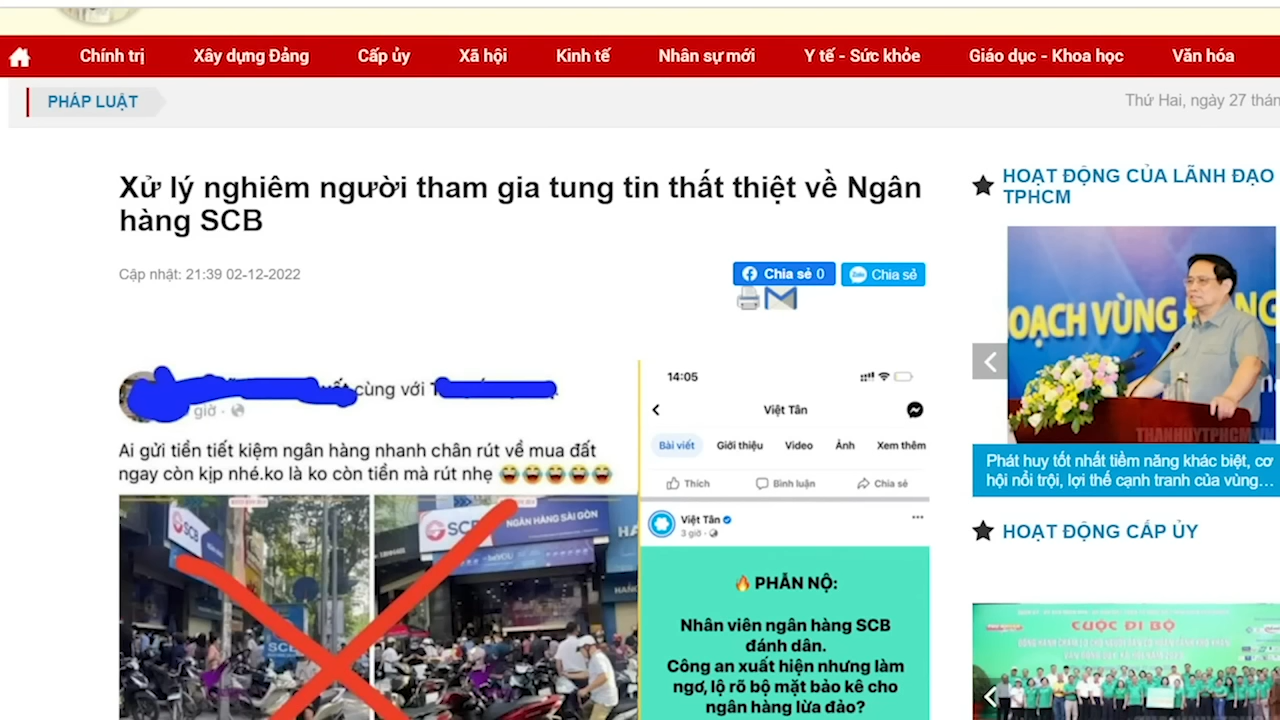 Chính trị
Xây dựng Đảng
Cấp ủy
Xã hội
Kinh tế
Nhân sự mới
Y tế - Sức khỏe
Giáo dục - Khoa học
Văn hóa
PHÁP LUẬT
Thứ Hai, ngày 27 thán
Xử lý nghiêm người tham gia tung tin thất thiệt về Ngân
hàng SCB
Cập nhật: 21:39 02-12-2022
Chia sẻ 0
Chia sẻ
cùng với
giờ
Ai gửi tiền tiết kiệm ngân hàng nhanh chân rút về mua đất
ngay còn kịp nhé.ko là ko còn tiền mà rút nhẹ 😂😂😂😂😂
SCB
SCB
NGÂN HÀNG SÀI GÒN
SCB
14:05
Việt Tân
Bài viết
Giới thiệu
Video
Ảnh
Xem thêm
Thích
Bình luận
Chia sẻ
Việt Tân
3 giờ
🔥 PHẪN NỘ:
Nhân viên ngân hàng SCB
đánh dân.
Công an xuất hiện nhưng làm
ngơ, lộ rõ bộ mặt bảo kê cho
ngân hàng lừa đảo?
HOẠT ĐỘNG CỦA LÃNH ĐẠO
TPHCM
OẠCH VÙNG
THANHUYTPHCM.VN
Phát huy tốt nhất tiềm năng khác biệt, cơ
hội nổi trội, lợi thế cạnh tranh của vùng...
HOẠT ĐỘNG CẤP ỦY
CUỘC ĐI BỘ